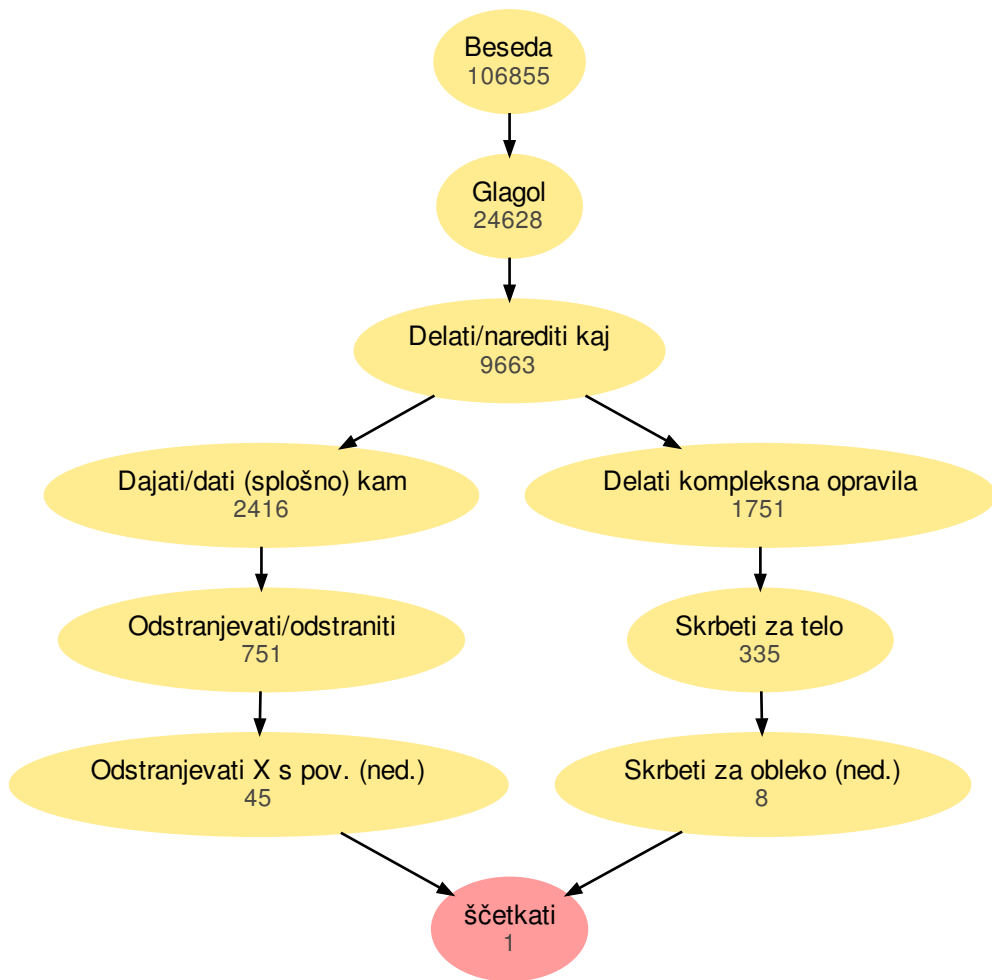 Beseda
106855
Glagol
24628
Delati/narediti kaj
9663
Dajati/dati (splošno) kam
2416
Delati kompleksna opravila
1751
Odstranjevati/odstraniti
751
Skrbeti za telo
335
Odstranjevati X s pov. (ned.)
45
Skrbeti za obleko (ned.)
8
ščetkati
1